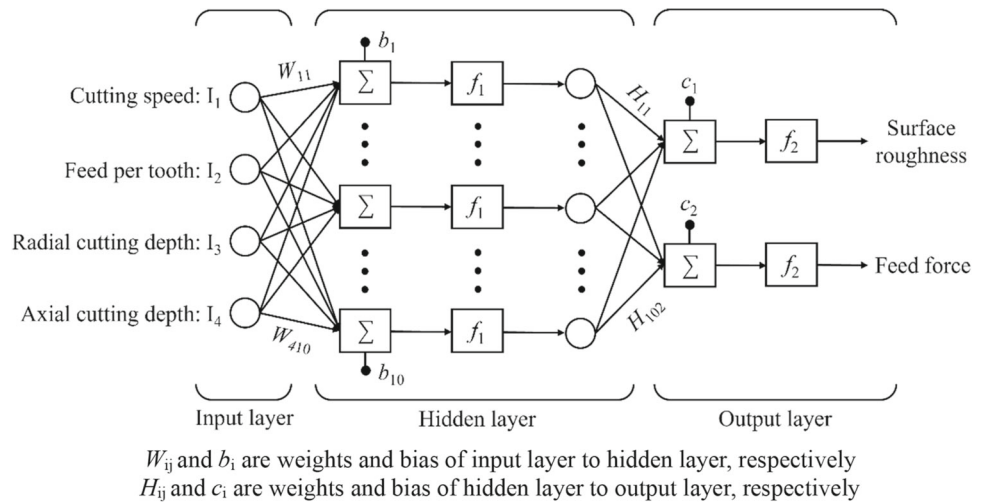 Cutting speed: I₁
Feed per tooth: I₂
Radial cutting depth: I₃
Axial cutting depth: I₄
W₁₁
W₄₁₀
b₁
Σ
f₁
Σ
f₁
Σ
f₁
b₁₀
H₁₁
H₁₀₂
c₁
Σ
f₂
Surface
roughness
c₂
Σ
f₂
Feed force
Input layer
Hidden layer
Output layer
Wᵢⱼ and bᵢ are weights and bias of input layer to hidden layer, respectively
Hᵢⱼ and cᵢ are weights and bias of hidden layer to output layer, respectively